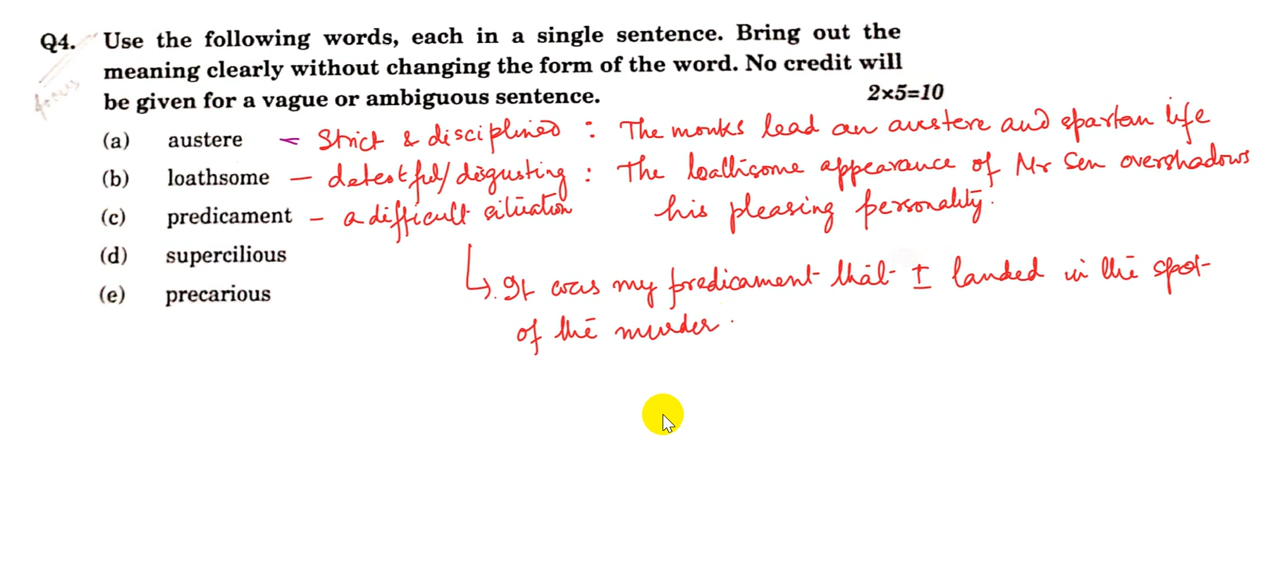 Q4. Use the following words, each in a single sentence. Bring out the
meaning clearly without changing the form of the word. No credit will
be given for a vague or ambiguous sentence. 2×5=10
(a) austere – Strict & disciplined : The monks lead an austere and spartan life
(b) loathsome – detestful/disgusting : The loathsome appearance of Mr Sen overshadows
his pleasing personality.
(c) predicament – a difficult situation
(d) supercilious
↳ It was my predicament that I landed in the spot
of the murder.
(e) precarious